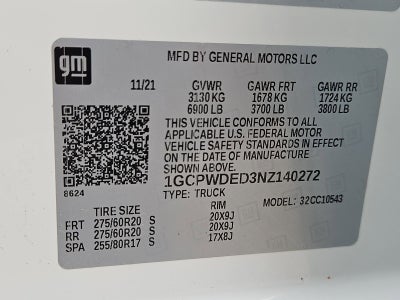 gm
MFD BY GENERAL MOTORS LLC
11/21 GVWR GAWR FRT GAWR RR
3130 KG 1678 KG 1724 KG
6900 LB 3700 LB 3800 LB
THIS VEHICLE CONFORMS TO ALL
APPLICABLE U.S. FEDERAL MOTOR
VEHICLE SAFETY STANDARDS IN EFFECT
ON THE DATE OF MANUFACTURE
SHOWN ABOVE.
8624
1GCPWDED3NZ140272
TYPE: TRUCK MODEL: 32CC10543
TIRE SIZE RIM
FRT 275/60R20 S 20X9J
RR 275/60R20 S 20X9J
SPA 255/80R17 S 17X8J